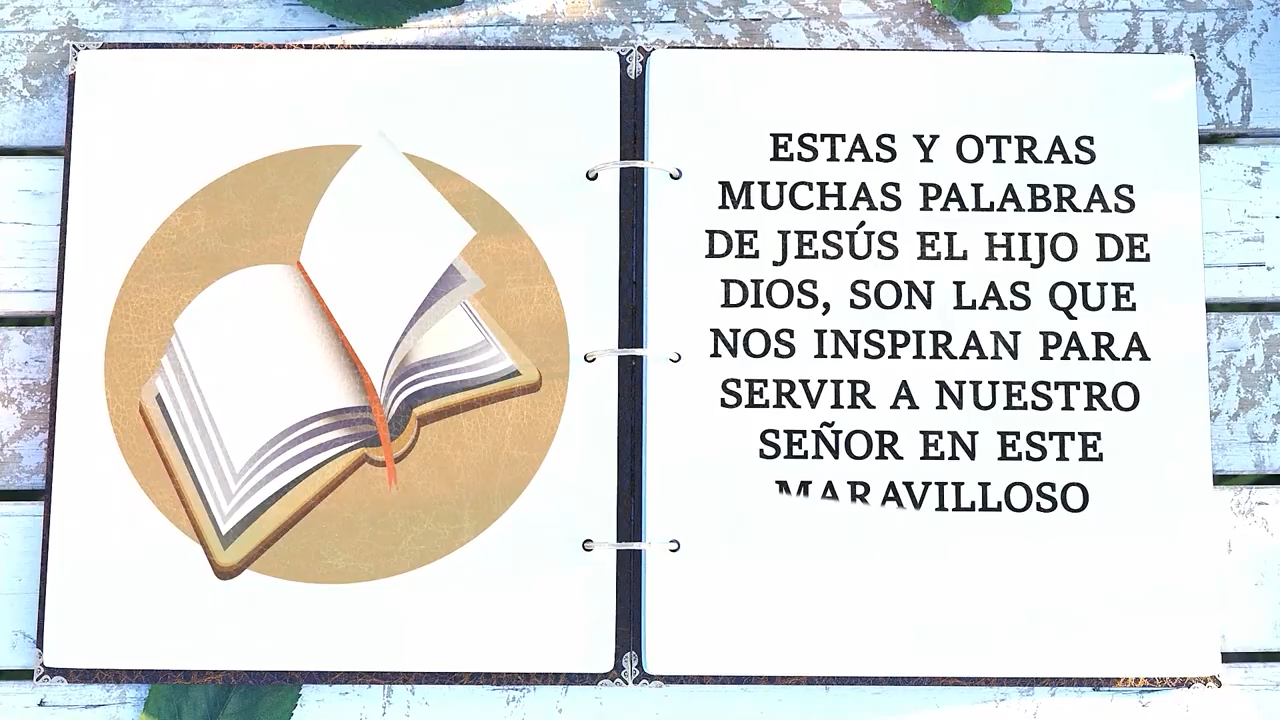 ESTAS Y OTRAS
MUCHAS PALABRAS
DE JESÚS EL HIJO DE
DIOS, SON LAS QUE
NOS INSPIRAN PARA
SERVIR A NUESTRO
SEÑOR EN ESTE
MARAVILLOSO